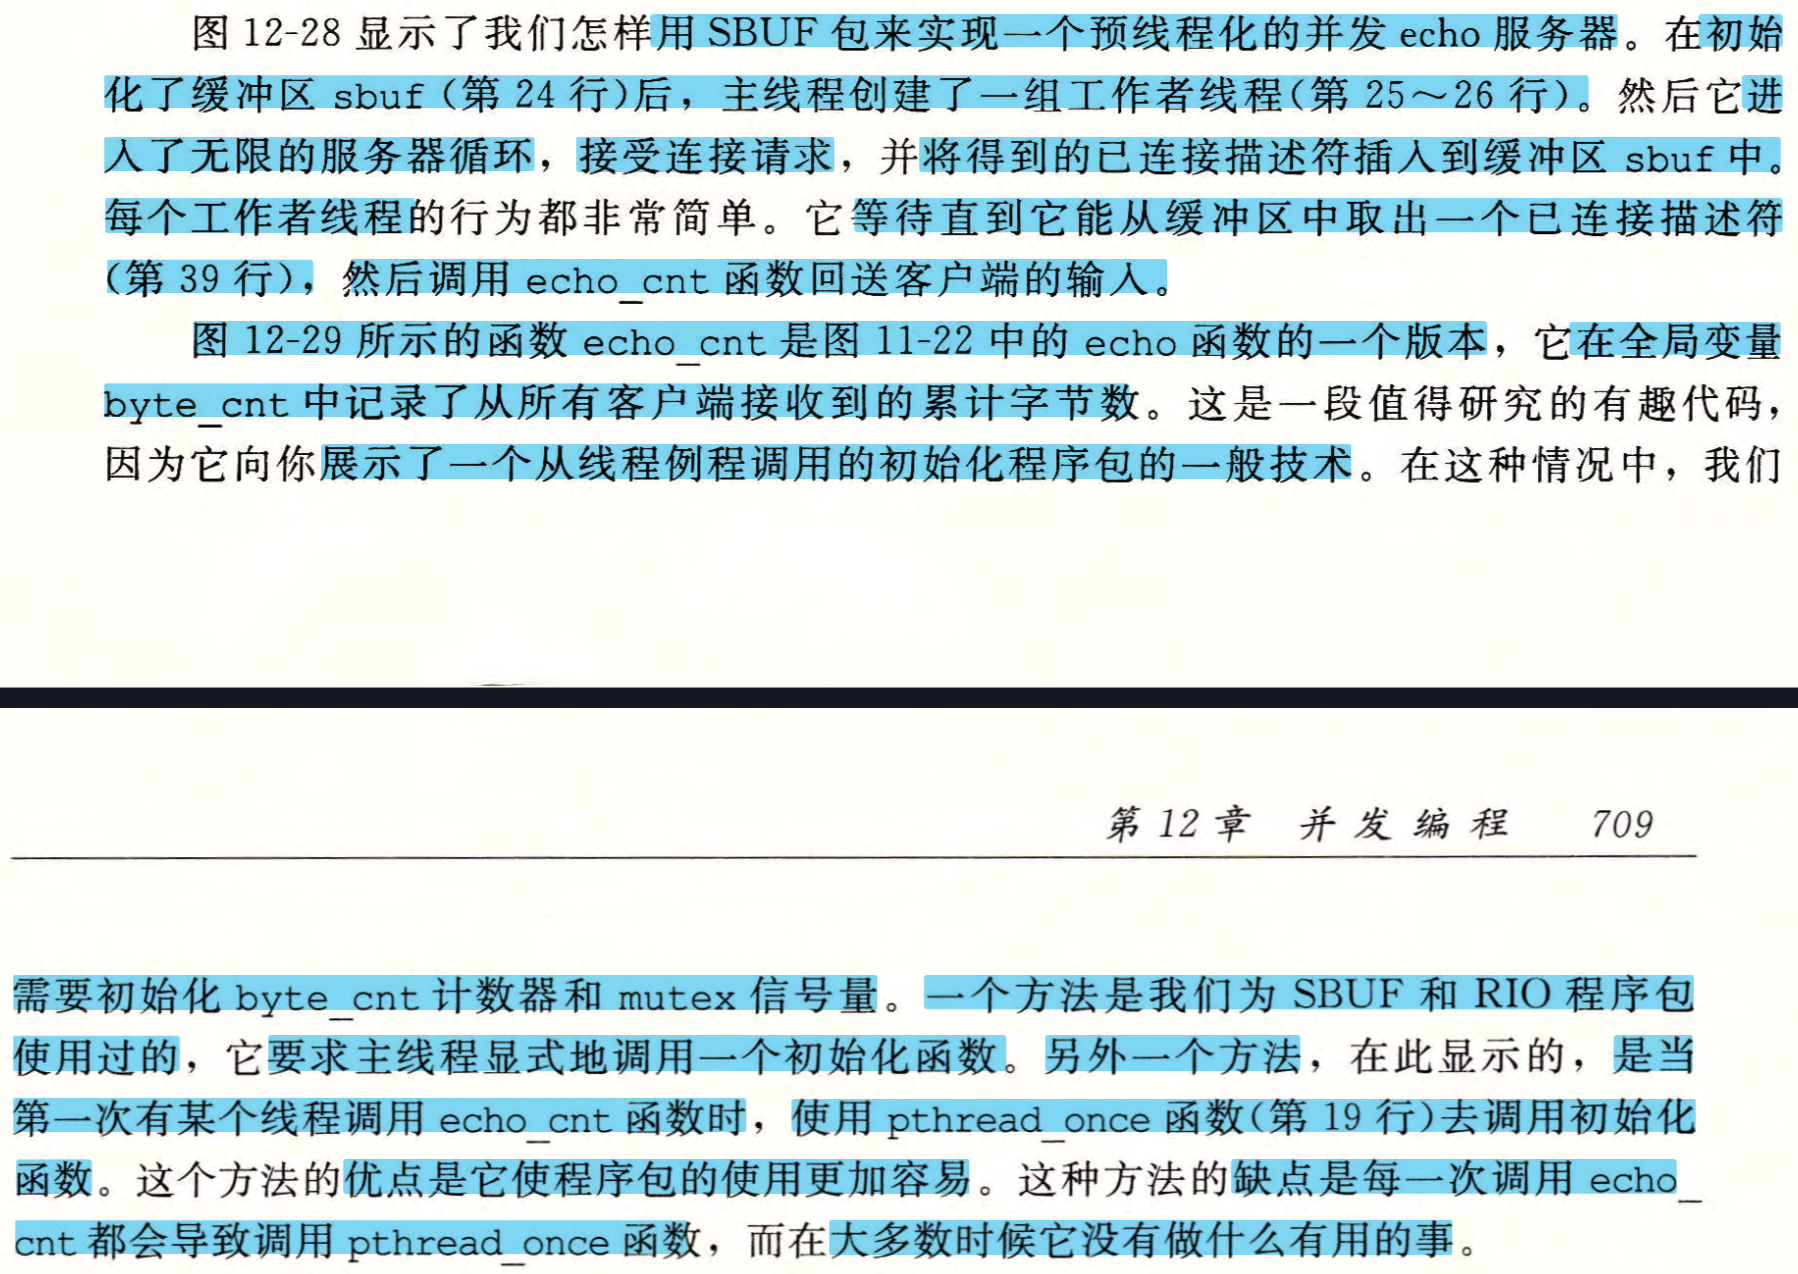 图 12-28 显示了我们怎样用 SBUF 包来实现一个预线程化的并发 echo 服务器。在初始
化了缓冲区 sbuf(第 24 行)后，主线程创建了一组工作者线程(第 25～26 行)。然后它进
入了无限的服务器循环，接受连接请求，并将得到的已连接描述符插入到缓冲区 sbuf 中。
每个工作者线程的行为都非常简单。它等待直到它能从缓冲区中取出一个已连接描述符
(第 39 行)，然后调用 echo_cnt 函数回送客户端的输入。
图 12-29 所示的函数 echo_cnt 是图 11-22 中的 echo 函数的一个版本，它在全局变量
byte_cnt 中记录了从所有客户端接收到的累计字节数。这是一段值得研究的有趣代码，
因为它向你展示了一个从线程例程调用的初始化程序包的一般技术。在这种情况中，我们
第 12 章 并发编程 709
需要初始化 byte_cnt 计数器和 mutex 信号量。一个方法是我们为 SBUF 和 RIO 程序包
使用过的，它要求主线程显式地调用一个初始化函数。另外一个方法，在此显示的，是当
第一次有某个线程调用 echo_cnt 函数时，使用 pthread_once 函数(第 19 行)去调用初始化
函数。这个方法的优点是它使程序包的使用更加容易。这种方法的缺点是每一次调用 echo_
cnt 都会导致调用 pthread_once 函数，而在大多数时候它没有做什么有用的事。